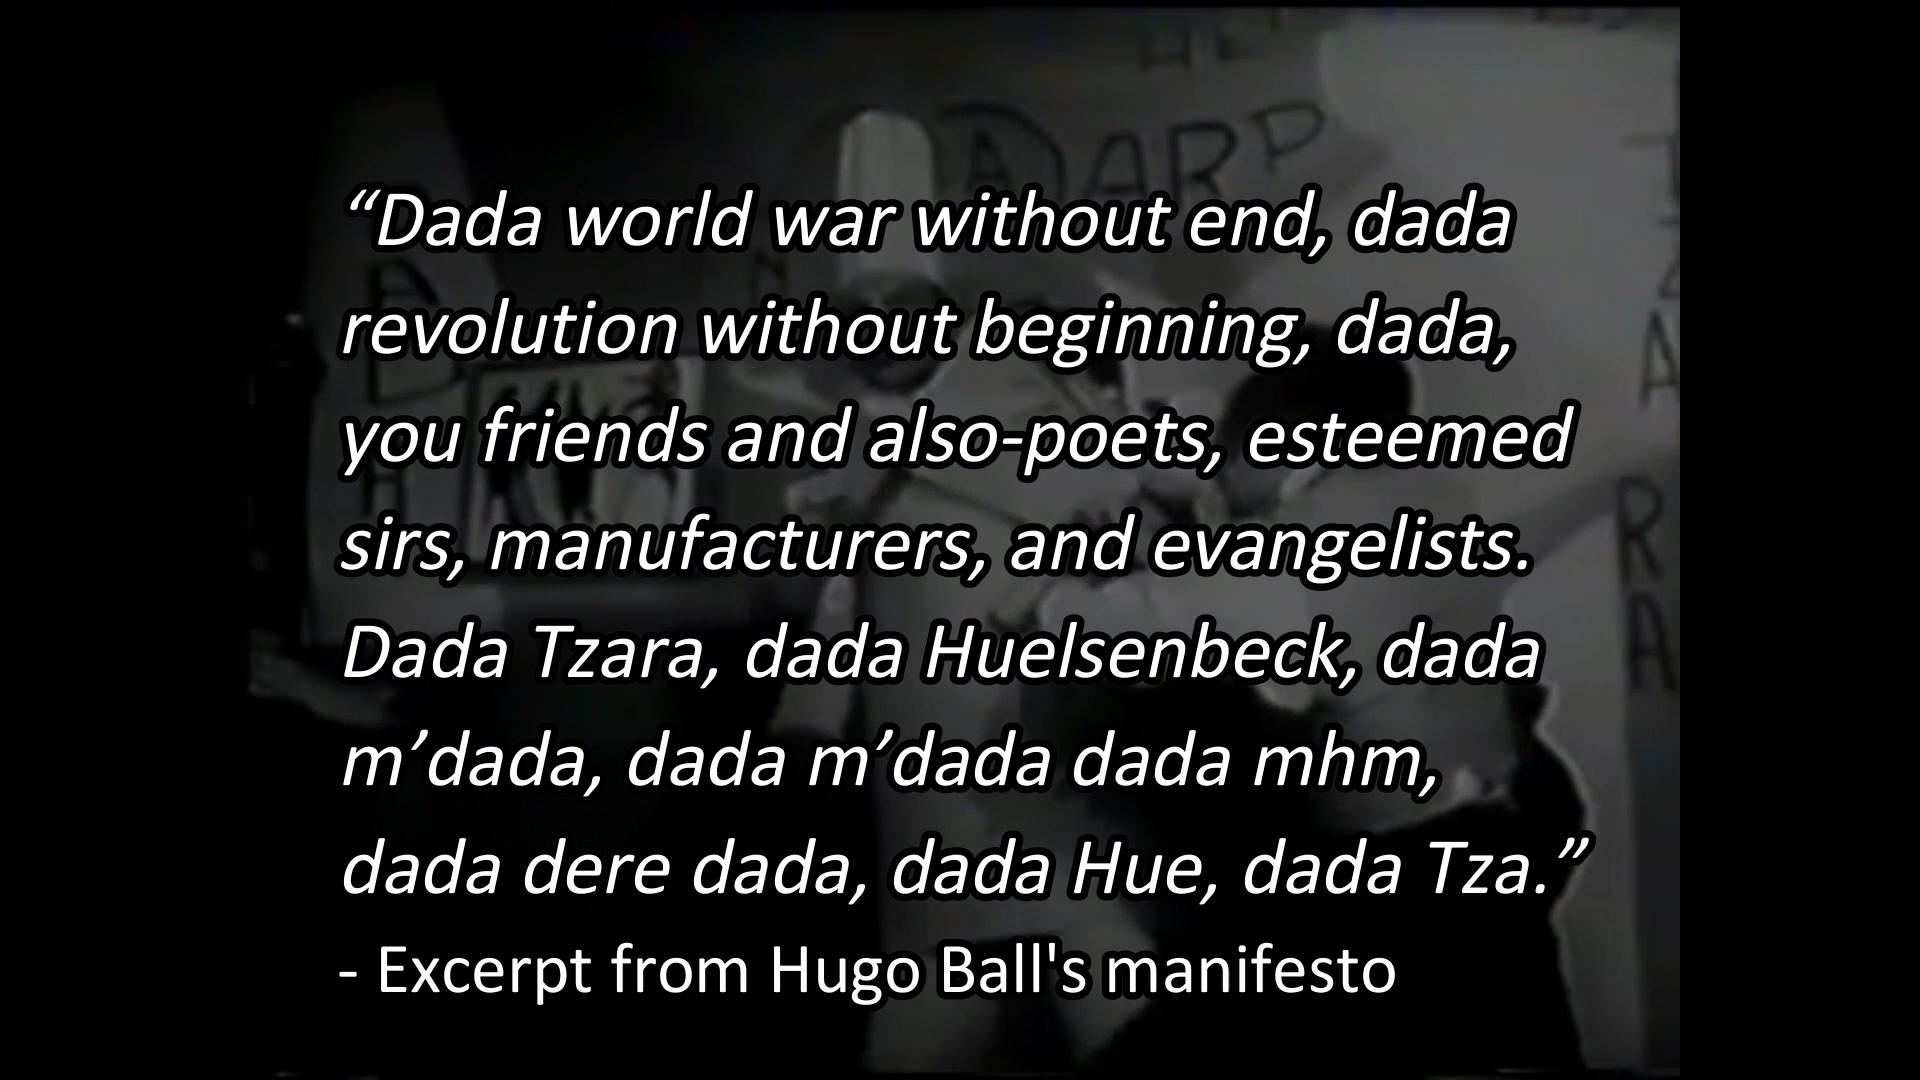 “Dada world war without end, dada
revolution without beginning, dada,
you friends and also-poets, esteemed
sirs, manufacturers, and evangelists.
Dada Tzara, dada Huelsenbeck, dada
m’dada, dada m’dada dada mhm,
dada dere dada, dada Hue, dada Tza.”
- Excerpt from Hugo Ball's manifesto
ARP